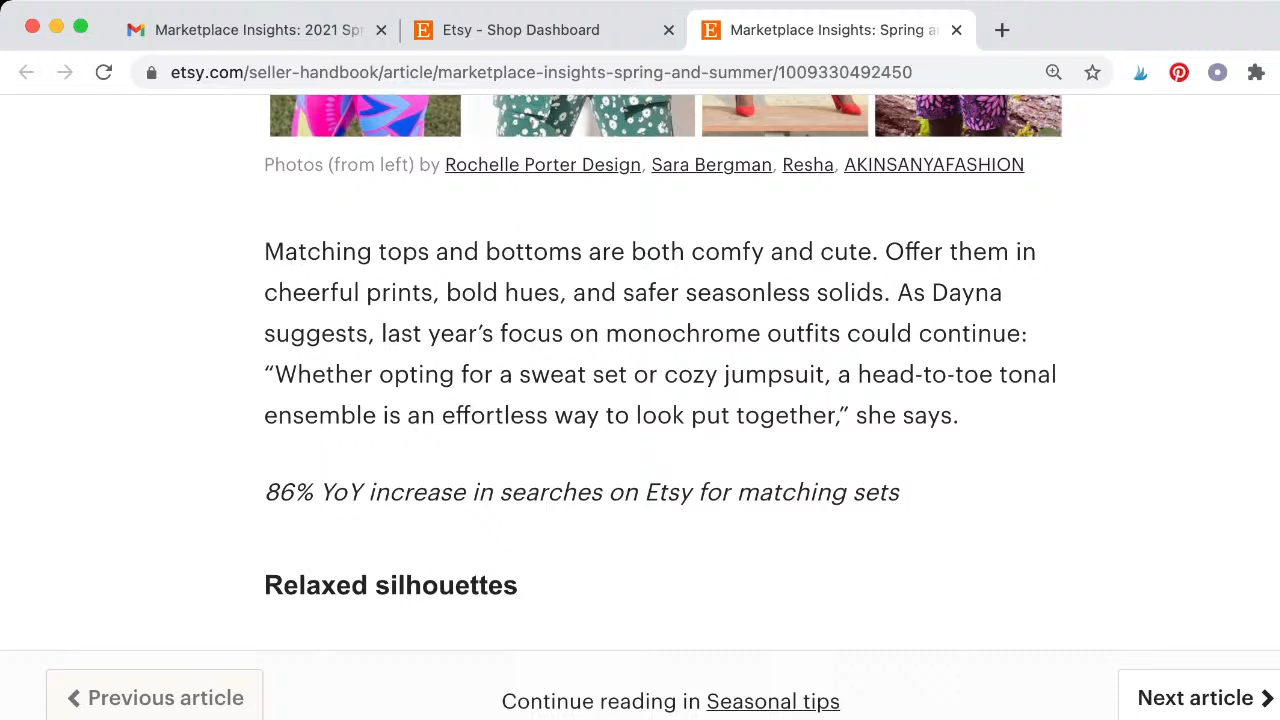 Marketplace Insights: 2021 Spr
Etsy - Shop Dashboard
Marketplace Insights: Spring a
etsy.com/seller-handbook/article/marketplace-insights-spring-and-summer/1009330492450
Photos (from left) by Rochelle Porter Design, Sara Bergman, Resha, AKINSANYAFASHION
Matching tops and bottoms are both comfy and cute. Offer them in
cheerful prints, bold hues, and safer seasonless solids. As Dayna
suggests, last year’s focus on monochrome outfits could continue:
“Whether opting for a sweat set or cozy jumpsuit, a head-to-toe tonal
ensemble is an effortless way to look put together,” she says.
86% YoY increase in searches on Etsy for matching sets
Relaxed silhouettes
Previous article
Continue reading in Seasonal tips
Next article